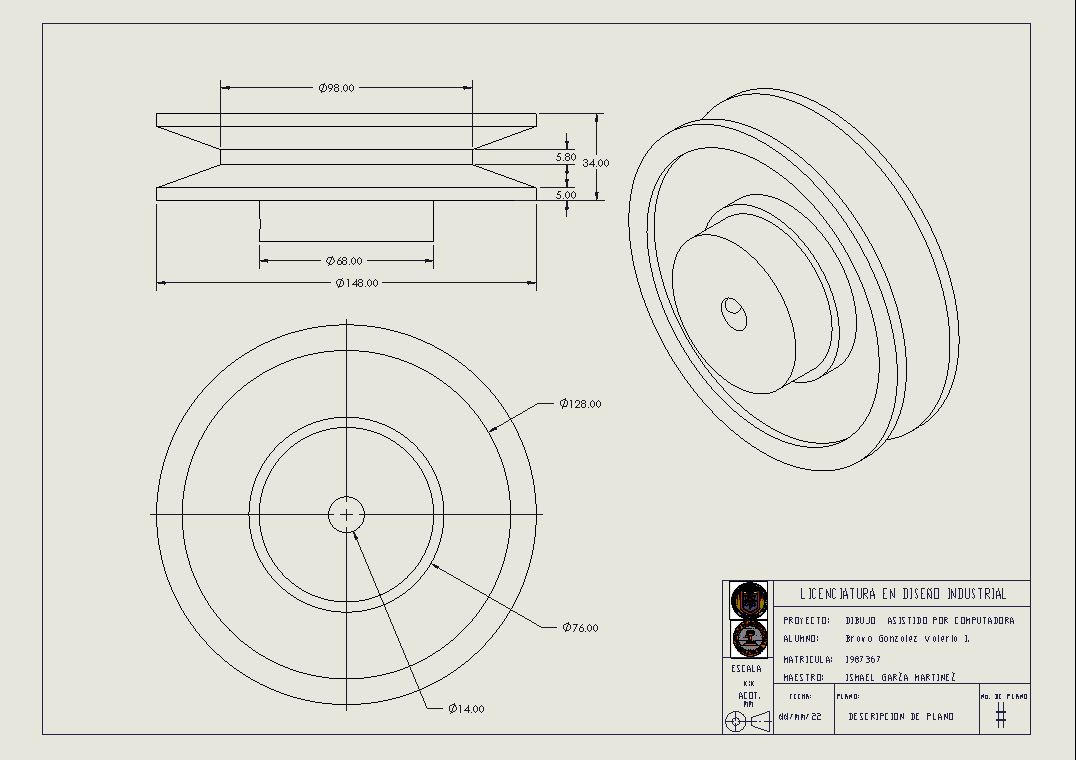 Ø98.00
5.80
34.00
5.00
Ø68.00
Ø148.00
Ø128.00
Ø76.00
Ø14.00
LICENCIATURA EN DISEÑO INDUSTRIAL
PROYECTO: DIBUJO ASISTIDO POR COMPUTADORA
ALUMNO: Bravo Gonzalez Valeria I.
MATRICULA: 1987367
MAESTRO: ISMAEL GARZA MARTINEZ
ESCALA
X:X
ACOT.
MM
FECHA:
dd/mm/22
PLANO:
DESCRIPCION DE PLANO
No. DE PLANO
#